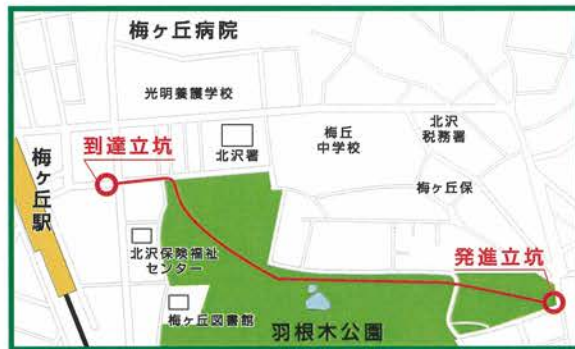 梅ヶ丘病院
光明養護学校
北沢
税務署
梅丘
中学校
到達立坑
北沢署
梅ヶ丘駅
梅ヶ丘保
北沢保険福祉
センター
発進立坑
梅ヶ丘図書館
羽根木公園